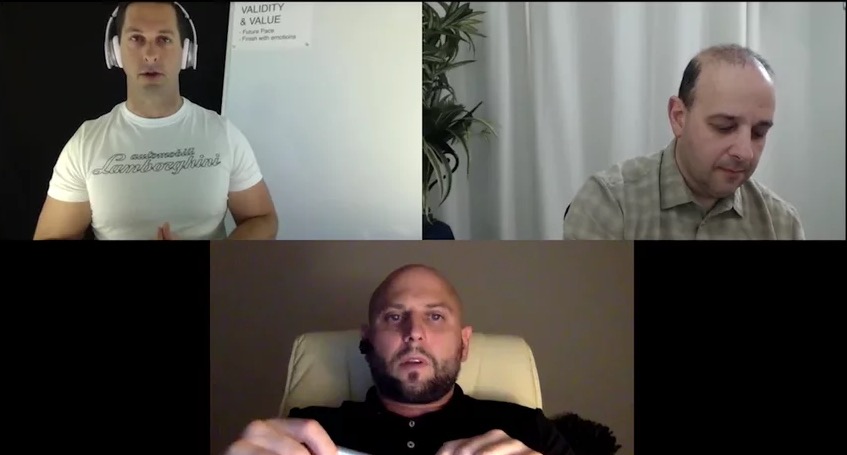 VALIDITY
& VALUE
- Future Pace
- Finish with emotions
automobili
Lamborghini